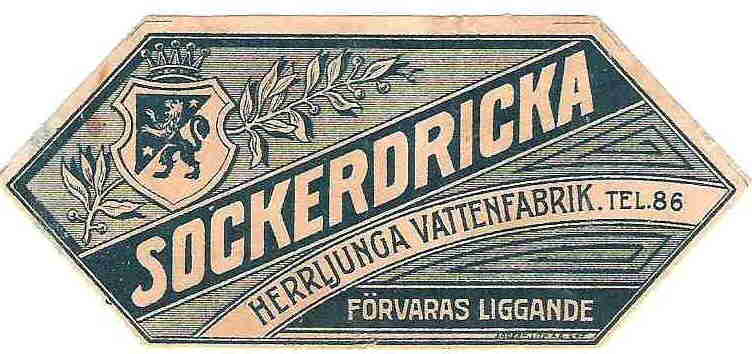 SOCKERDRICKA
HERRLJUNGA VATTENFABRIK. TEL. 86
FÖRVARAS LIGGANDE